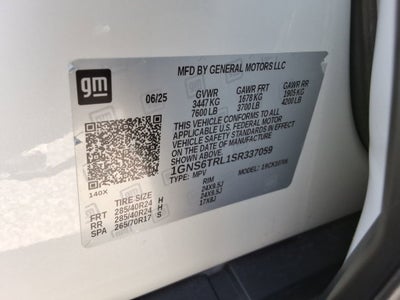 gm
MFD BY GENERAL MOTORS LLC
06/25 GVWR GAWR FRT GAWR RR
3447 KG 1678 KG 1905 KG
7600 LB 3700 LB 4200 LB
THIS VEHICLE CONFORMS TO ALL
APPLICABLE U.S. FEDERAL MOTOR
VEHICLE SAFETY STANDARDS IN EFFECT
ON THE DATE OF MANUFACTURE
1GNS6TRL1SR337059
TYPE: MPV MODEL: 1SCK10706
140X
TIRE SIZE RIM
FRT 285/40R24 H 24X9.5J
RR 285/40R24 H 24X9.5J
SPA 265/70R17 S 17X8J